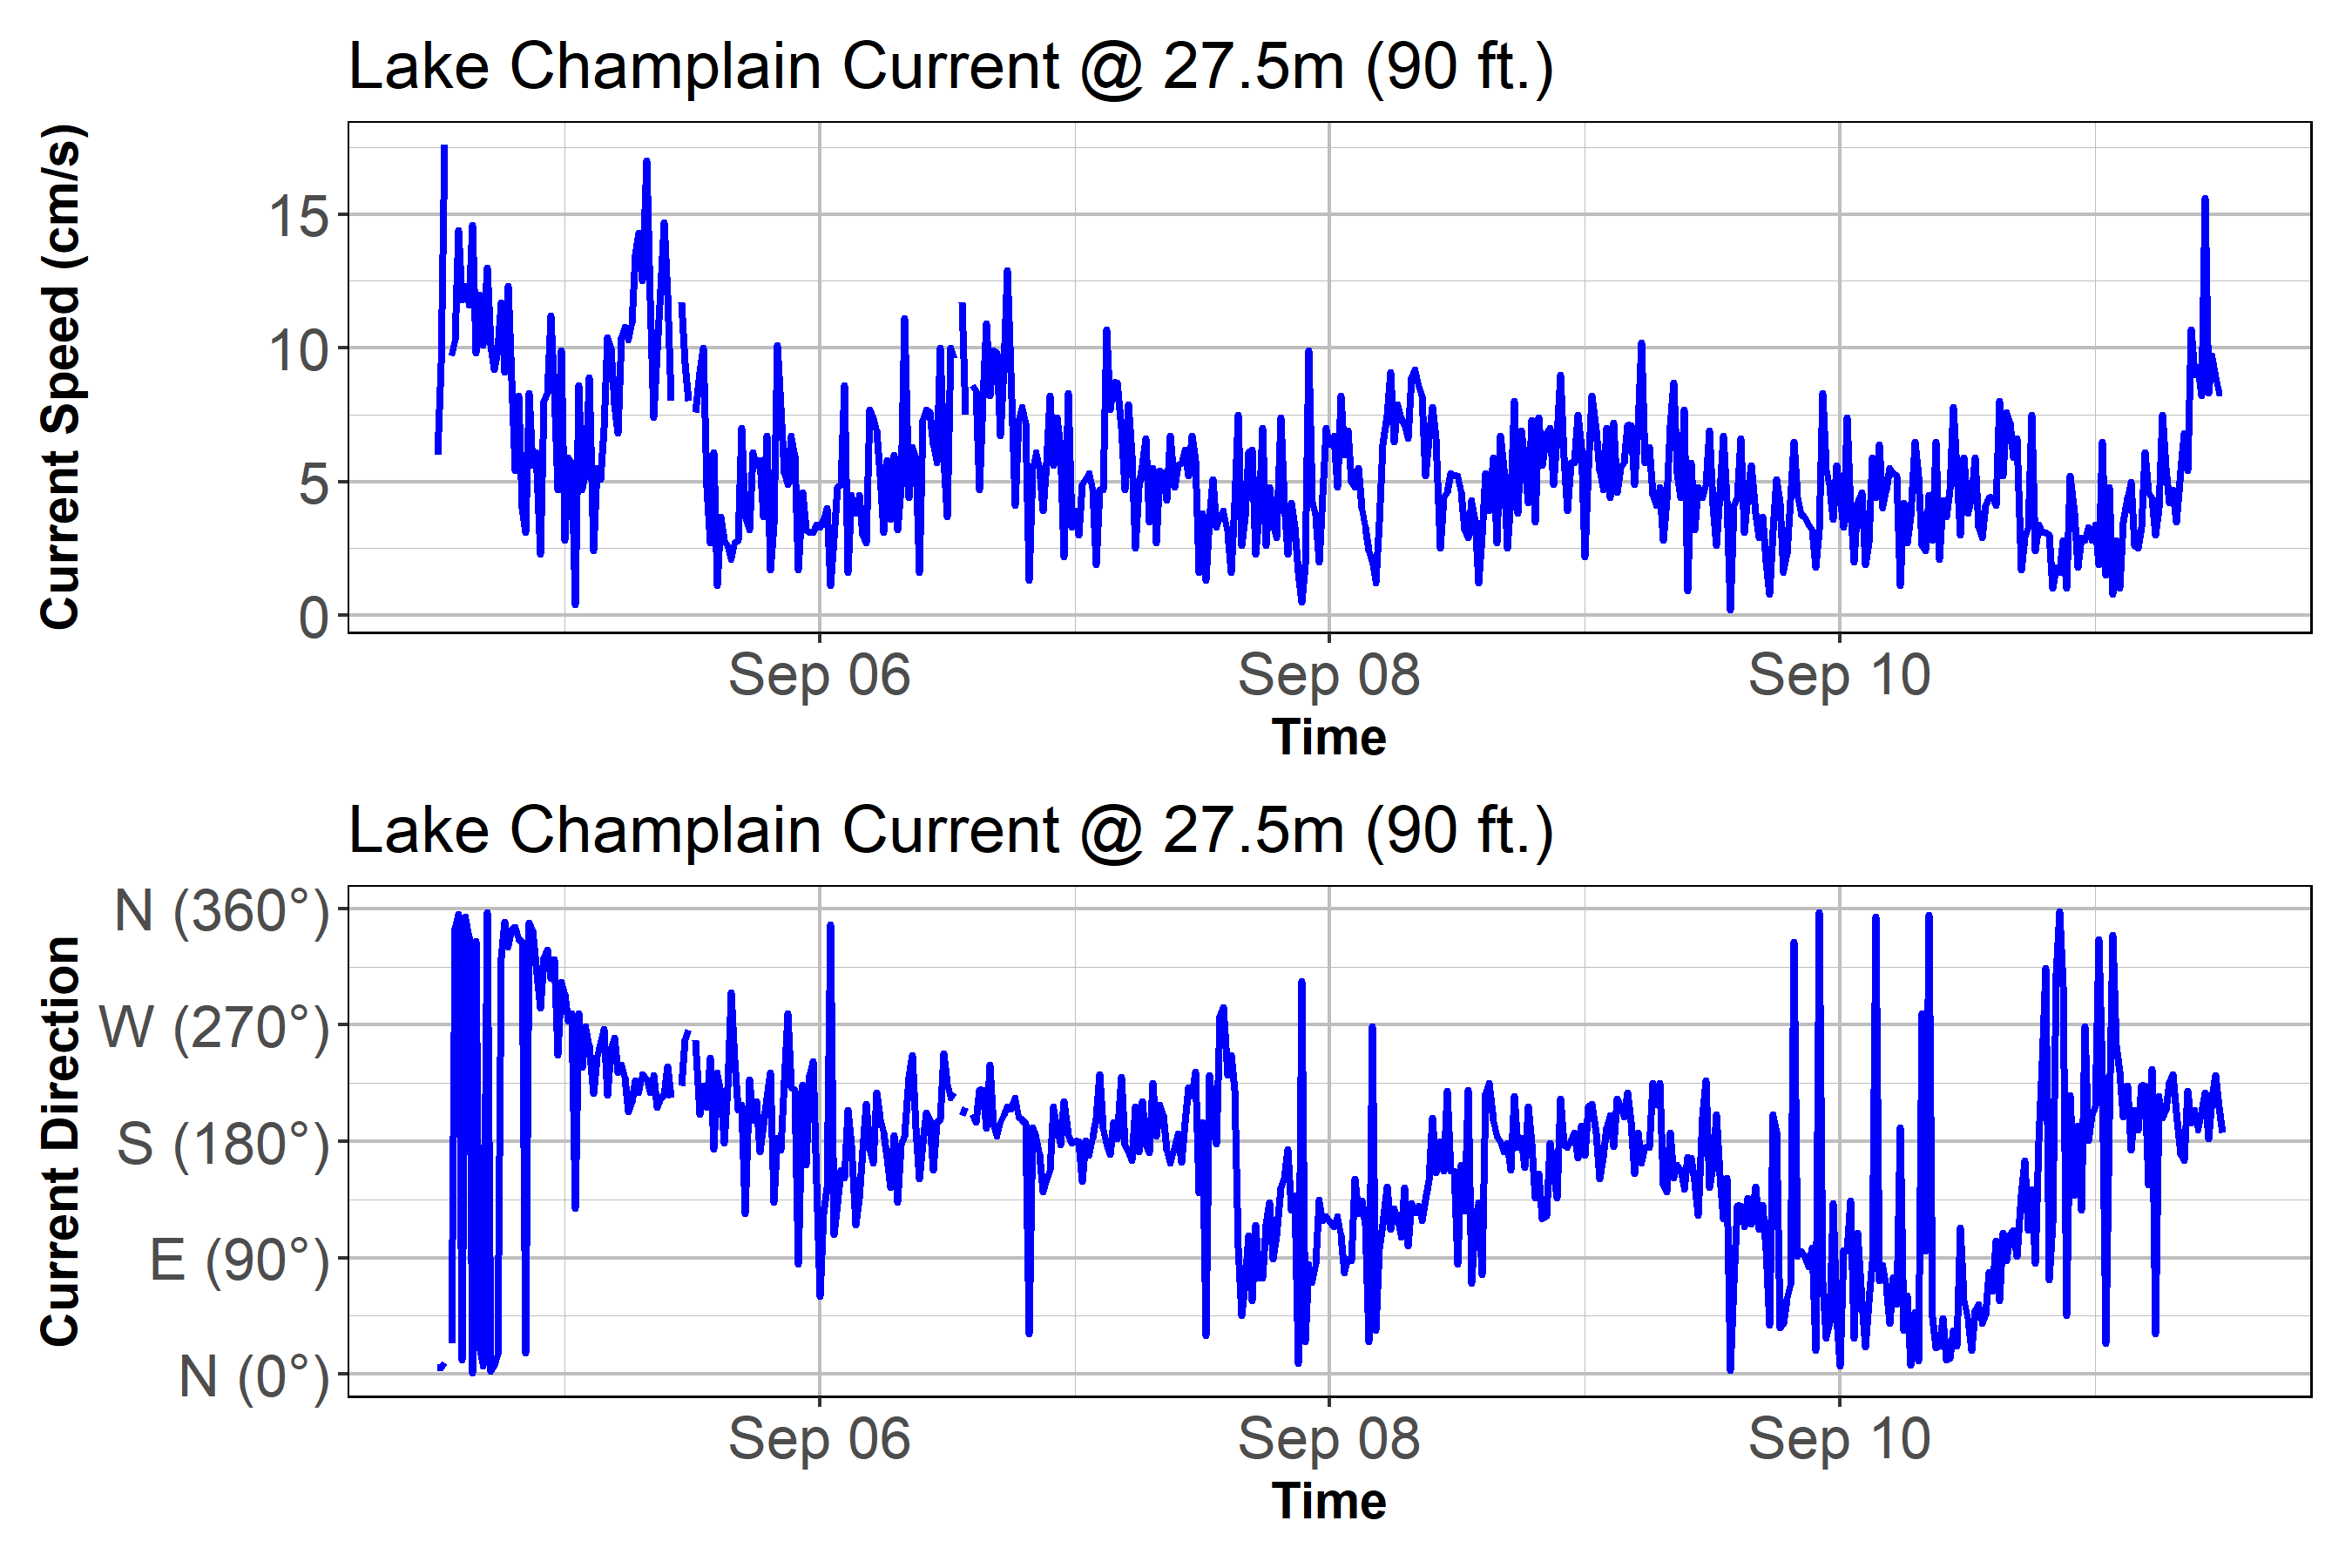 Lake Champlain Current @ 27.5m (90 ft.)
Current Speed (cm/s)
15
10
5
0
Sep 06 Sep 08 Sep 10
Time
Lake Champlain Current @ 27.5m (90 ft.)
Current Direction
N (360°)
W (270°)
S (180°)
E (90°)
N (0°)
Sep 06 Sep 08 Sep 10
Time